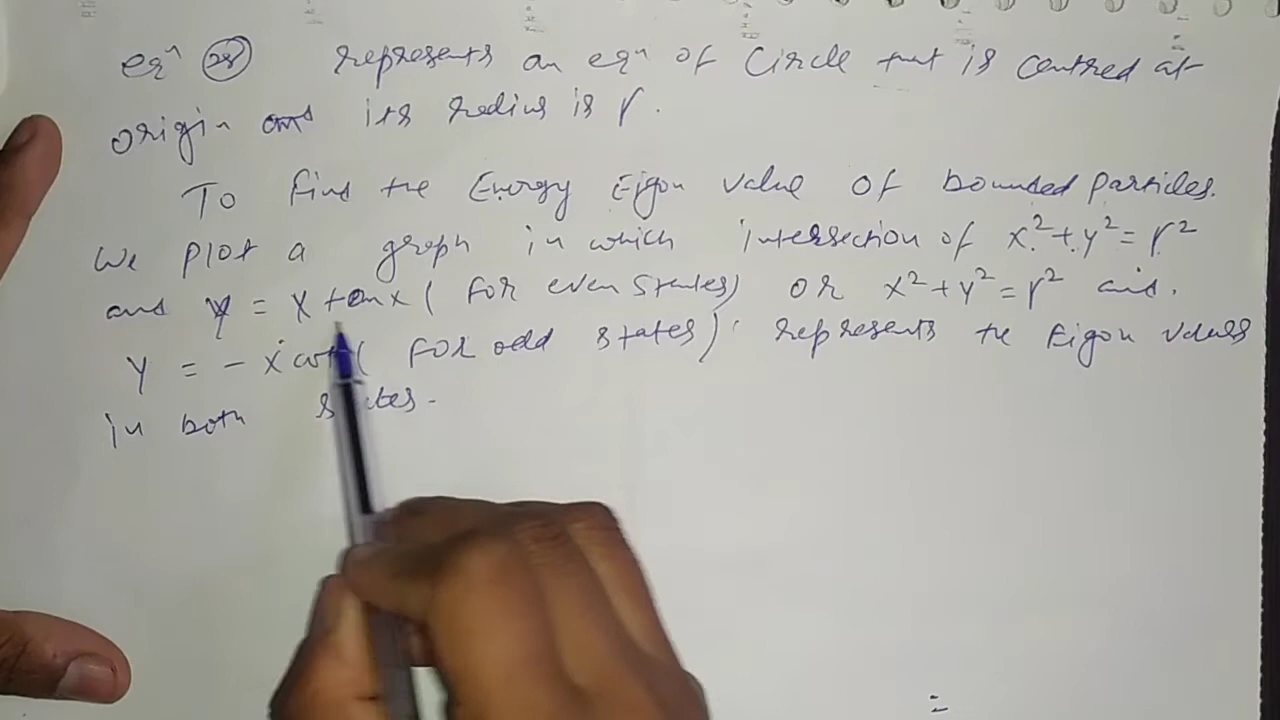 eqⁿ (28) represents an eqⁿ of Circle that is centred at
origin and its radius is r.
To find the Energy Eigen value of bounded particles.
We plot a graph in which intersection of x²+y²=r²
and y = x tanx ( For even states) or x²+y²=r² and.
y = - x cot ( For odd states) represents the Eigen values
in both states.